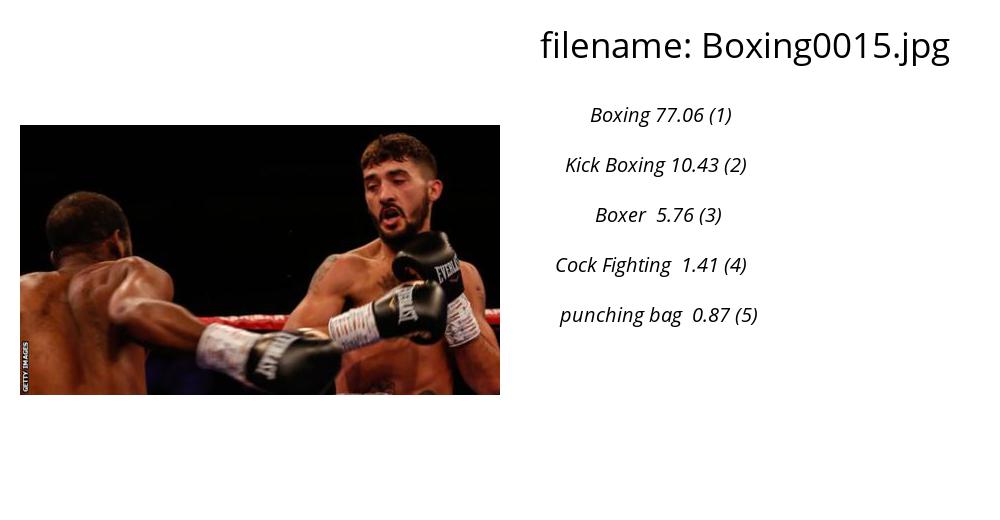 filename: Boxing0015.jpg
Boxing 77.06 (1)
Kick Boxing 10.43 (2)
Boxer 5.76 (3)
Cock Fighting 1.41 (4)
punching bag 0.87 (5)
EVERLAST
EVERLAST
EVERLAST
GETTY IMAGES